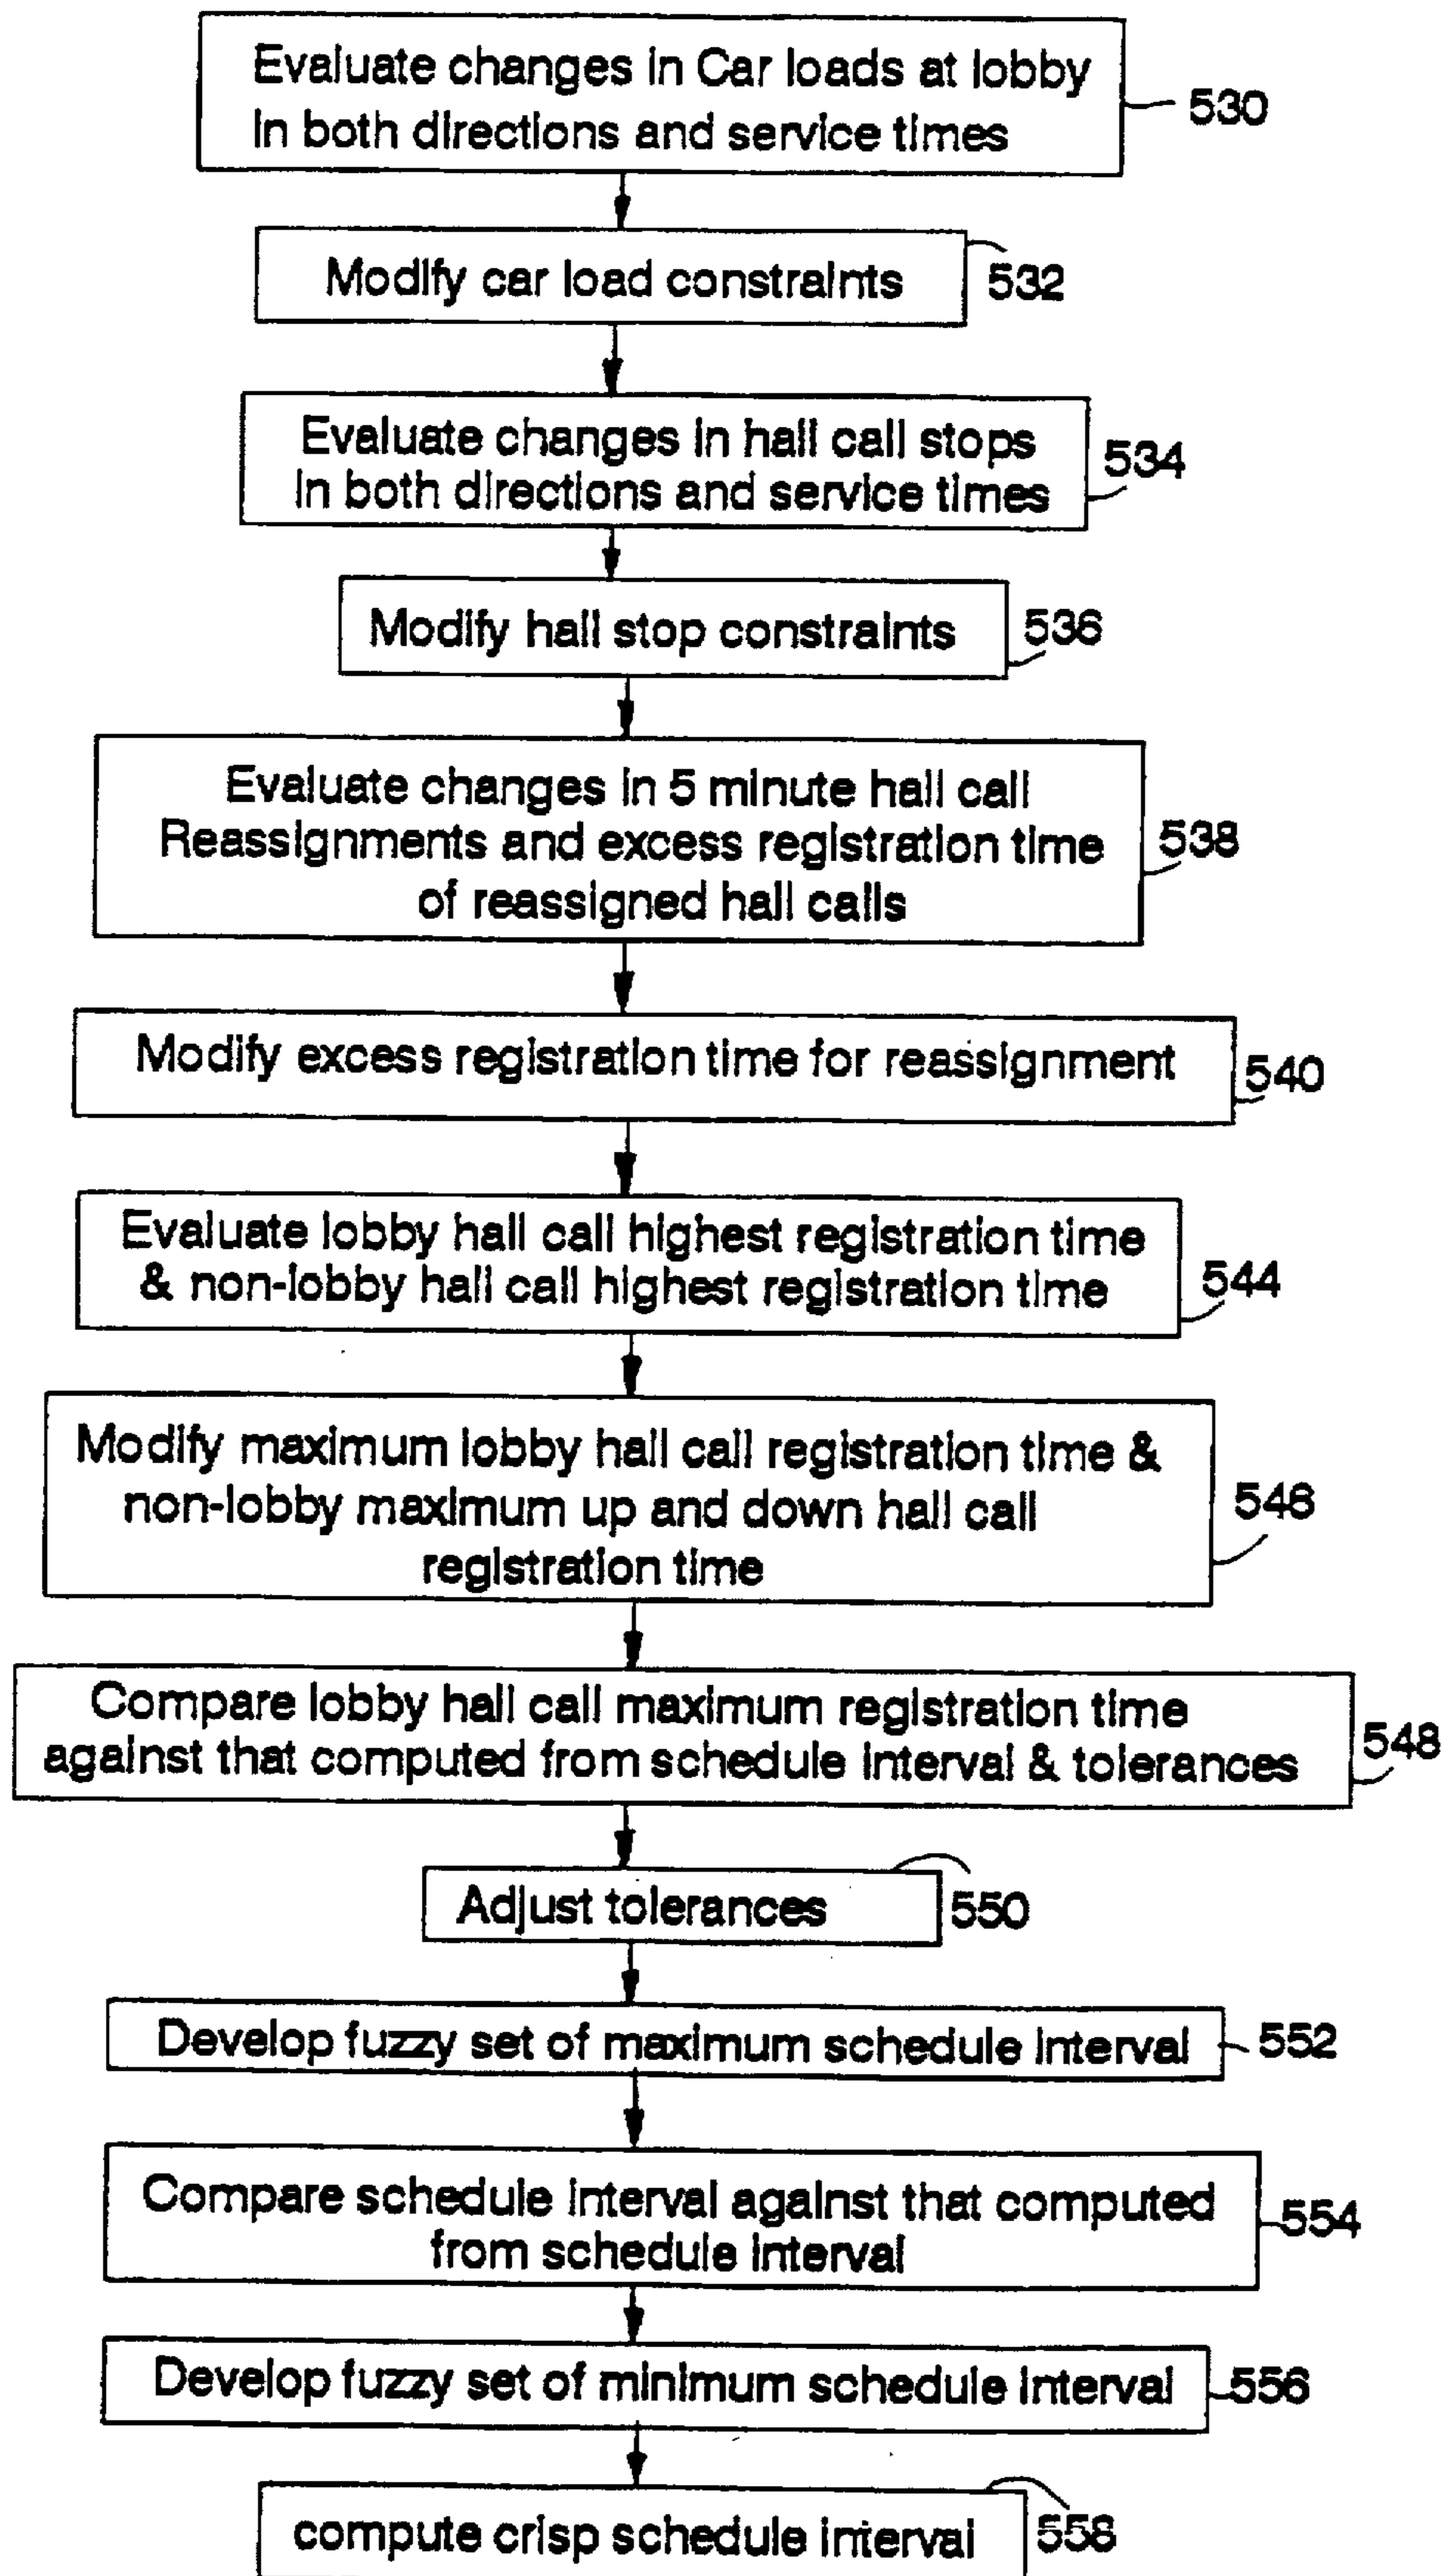 Evaluate changes in Car loads at lobby
in both directions and service times
530
Modify car load constraints
532
Evaluate changes in hall call stops
in both directions and service times
534
Modify hall stop constraints
536
Evaluate changes in 5 minute hall call
Reassignments and excess registration time
of reassigned hall calls
538
Modify excess registration time for reassignment
540
Evaluate lobby hall call highest registration time
& non-lobby hall call highest registration time
544
Modify maximum lobby hall call registration time &
non-lobby maximum up and down hall call
registration time
546
Compare lobby hall call maximum registration time
against that computed from schedule interval & tolerances
548
Adjust tolerances
550
Develop fuzzy set of maximum schedule interval
552
Compare schedule interval against that computed
from schedule interval
554
Develop fuzzy set of minimum schedule interval
556
compute crisp schedule interval
558